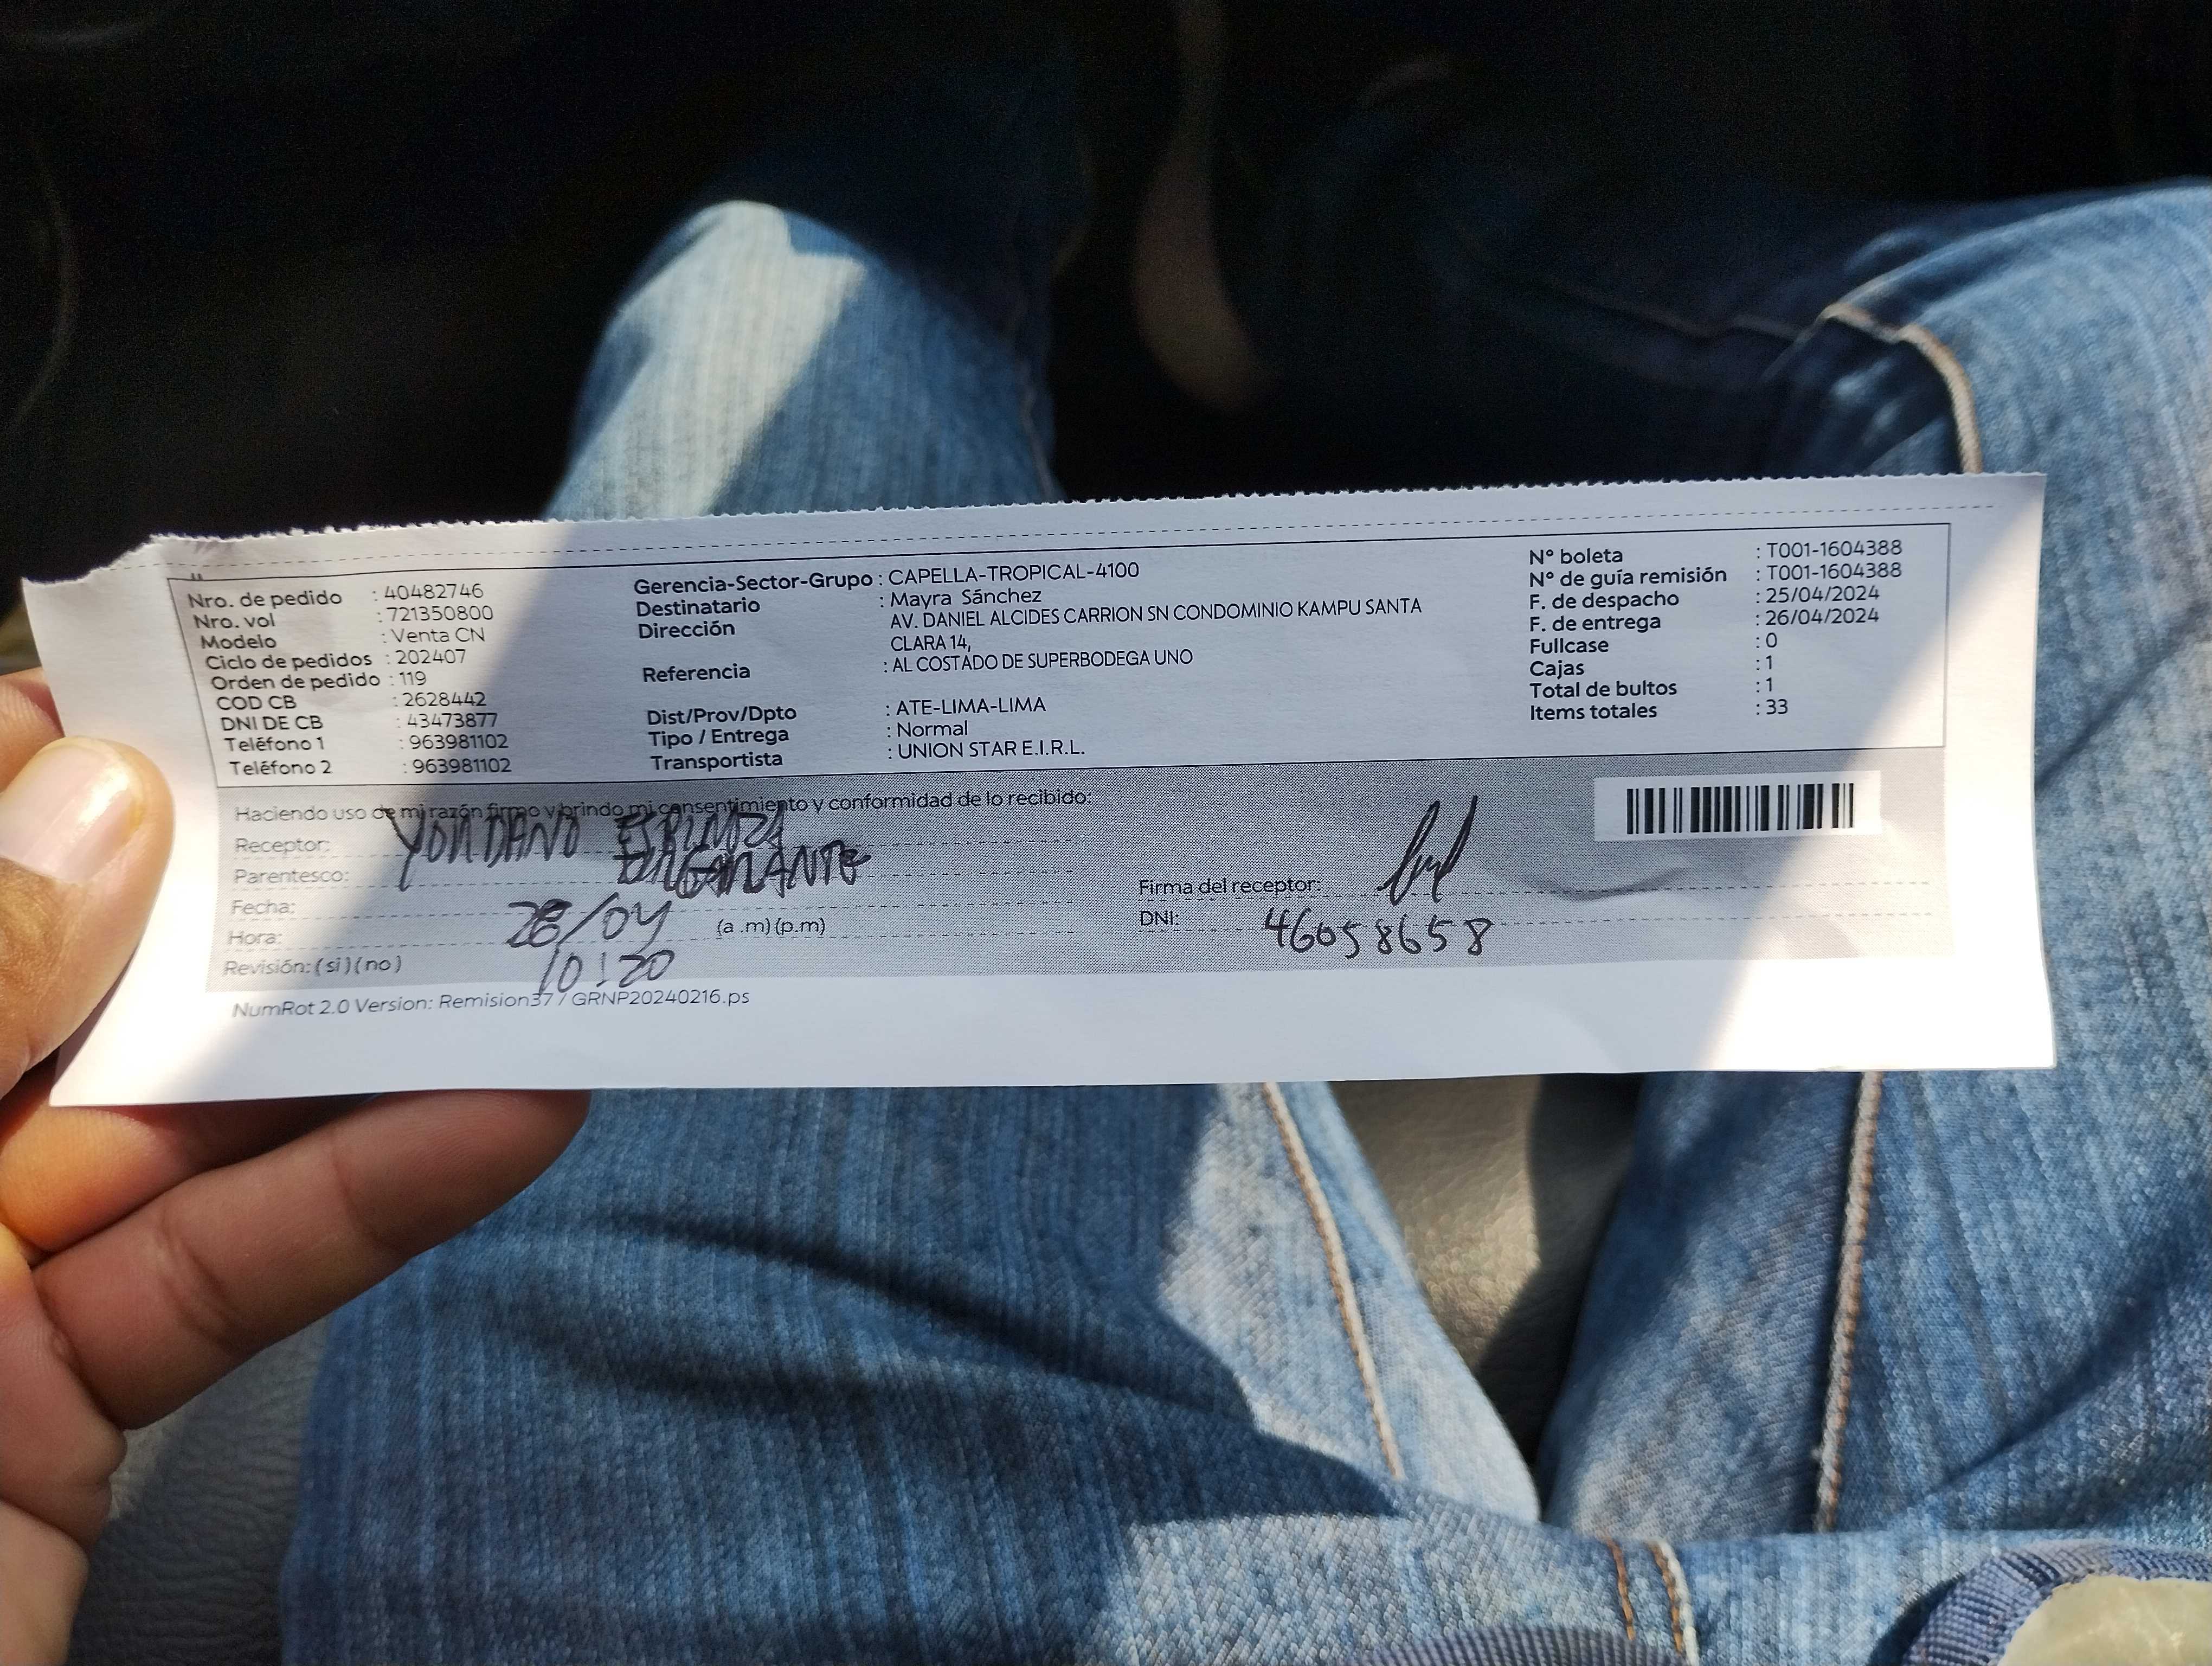 Nro. de pedido : 40482746
Nro. vol : 721350800
Modelo : Venta CN
Ciclo de pedidos : 202407
Orden de pedido : 119
COD CB : 2628442
DNI DE CB : 43473877
Teléfono 1 : 963981102
Teléfono 2 : 963981102
Gerencia-Sector-Grupo : CAPELLA-TROPICAL-4100
Destinatario : Mayra Sánchez
Dirección AV. DANIEL ALCIDES CARRION SN CONDOMINIO KAMPU SANTA
CLARA 14,
Referencia : AL COSTADO DE SUPERBODEGA UNO
Dist/Prov/Dpto : ATE-LIMA-LIMA
Tipo / Entrega : Normal
Transportista : UNION STAR E.I.R.L.
N° boleta : T001-1604388
N° de guía remisión : T001-1604388
F. de despacho : 25/04/2024
F. de entrega : 26/04/2024
Fullcase : 0
Cajas : 1
Total de bultos : 1
Items totales : 33
Haciendo uso de mi razón firmo y brindo mi consentimiento y conformidad de lo recibido:
Receptor: YORDANO ESPINOZA
Parentesco:
Fecha: /04
Hora: 10:20 (a .m) (p.m)
Revisión: (si) (no)
Firma del receptor:
DNI: 46058658
NumRot 2.0 Version: Remision37 / GRNP20240216.ps